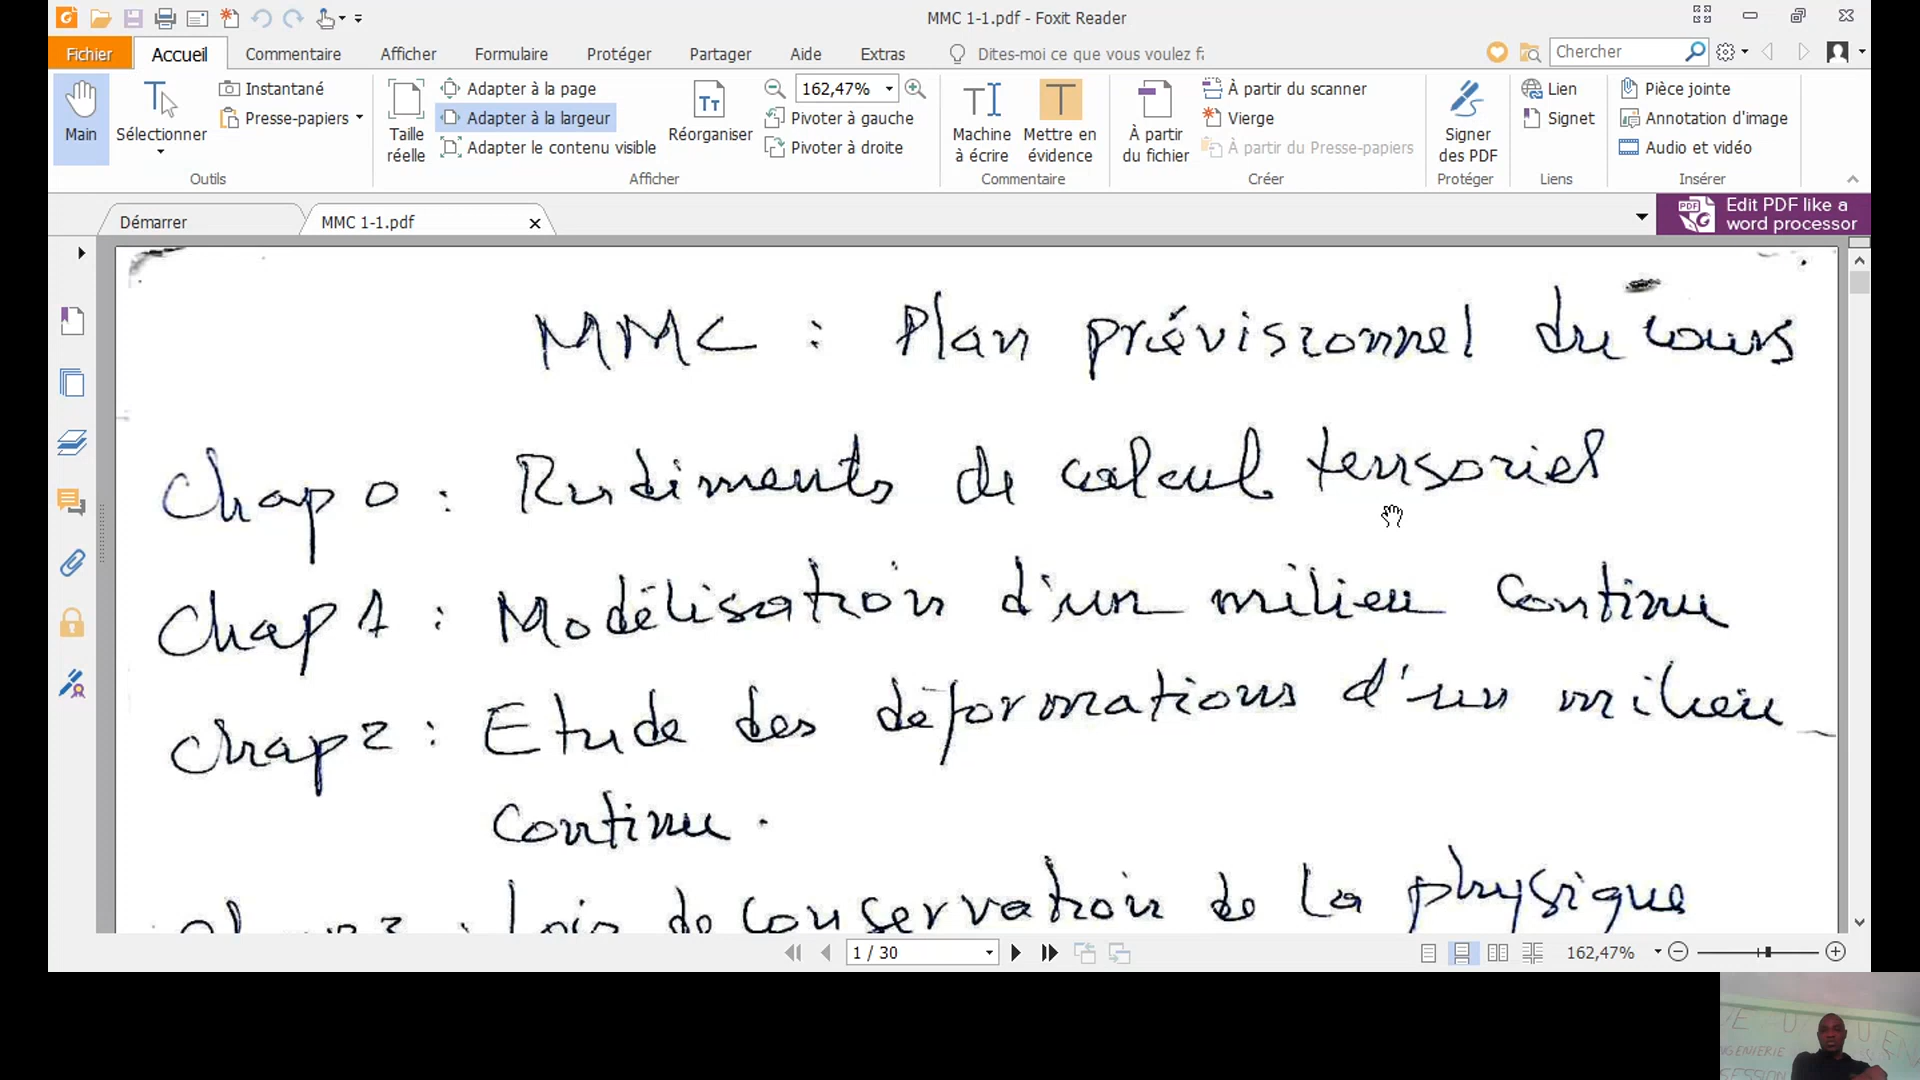 MMC 1-1.pdf - Foxit Reader
Fichier Accueil Commentaire Afficher Formulaire Protéger Partager Aide Extras Dites-moi ce que vous voulez fa Chercher
Main
Sélectionner
Instantané
Presse-papiers
Outils
Taille réelle
Adapter à la page
Adapter à la largeur
Adapter le contenu visible
Réorganiser
162,47%
Pivoter à gauche
Pivoter à droite
Afficher
Machine à écrire
Mettre en évidence
Commentaire
À partir du fichier
À partir du scanner
Vierge
À partir du Presse-papiers
Créer
Signer des PDF
Protéger
Lien
Signet
Liens
Pièce jointe
Annotation d'image
Audio et vidéo
Insérer
Démarrer MMC 1-1.pdf
PDF Edit PDF like a
word processor
MMC : Plan prévisionnel du cours
Chap 0 : Rudiments de calcul tensoriel
Chap 1 : Modélisation d'un milieu continu
Chap 2 : Etude des déformations d'un milieu
continu.
Chap 3 : Lois de conservation de la physique
1 / 30 162,47%